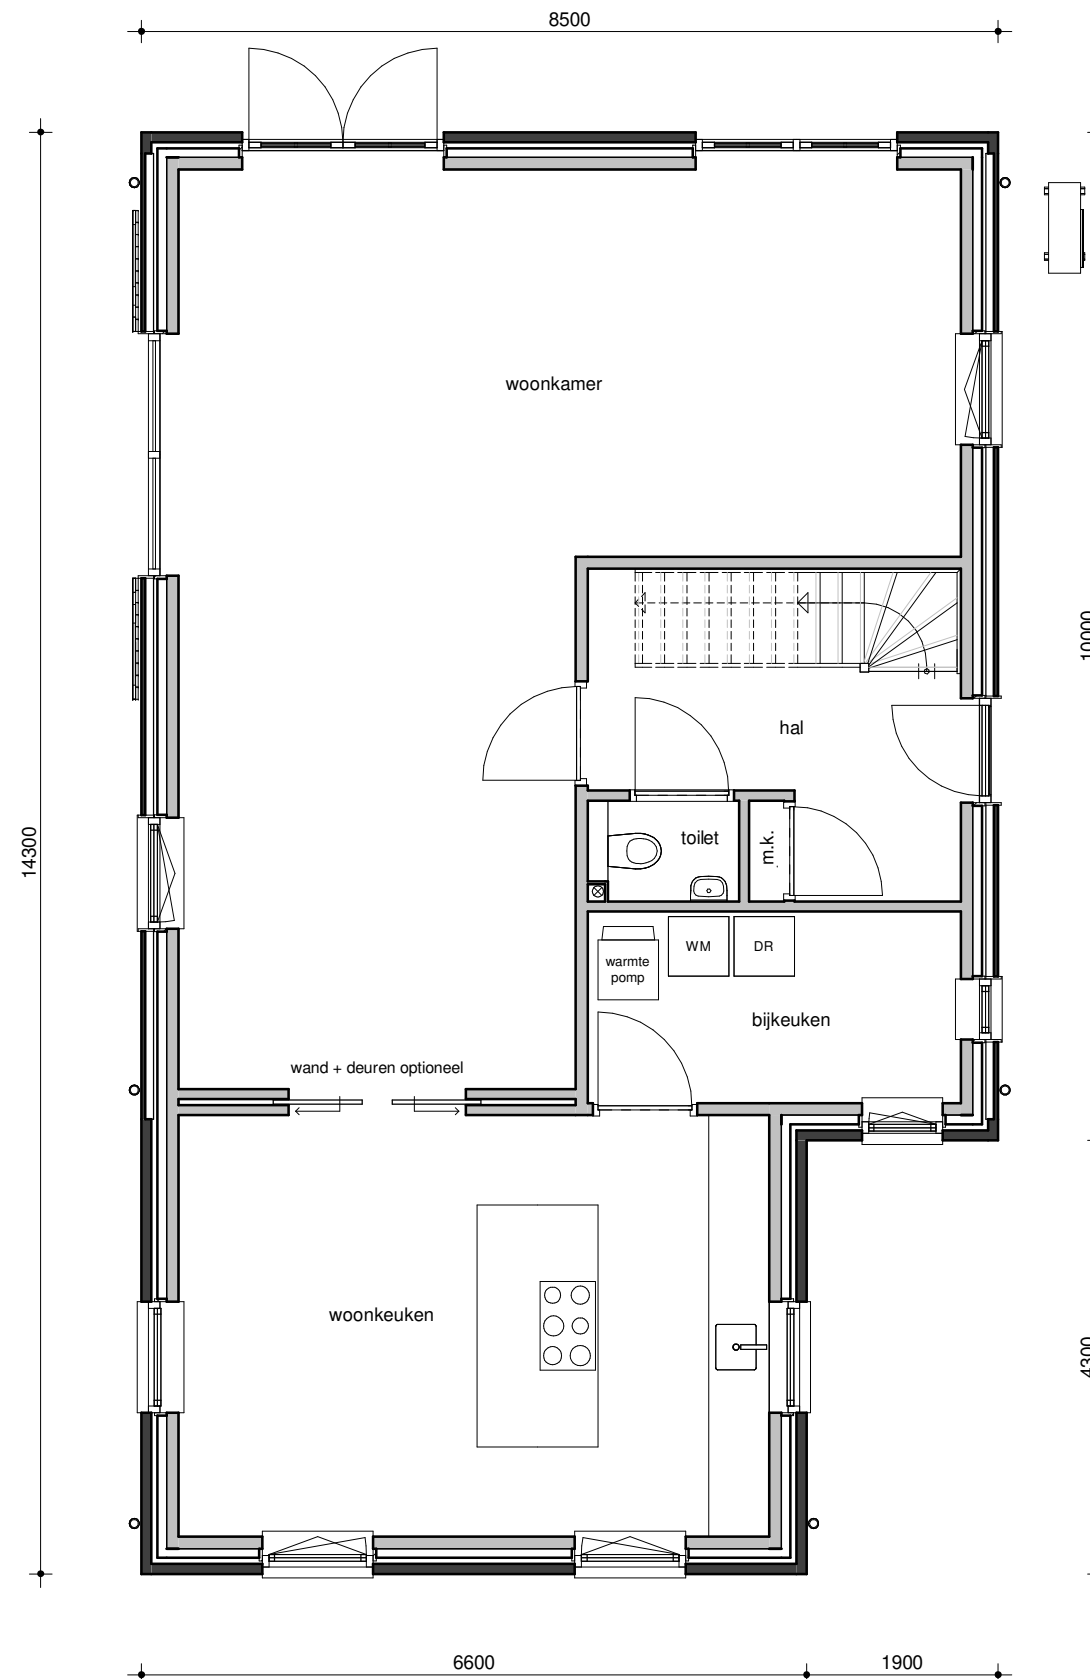 8500
woonkamer
10000
hal
14300
toilet
m.k.
WM
DR
warmte
pomp
bijkeuken
wand + deuren optioneel
woonkeuken
4300
6600
1900